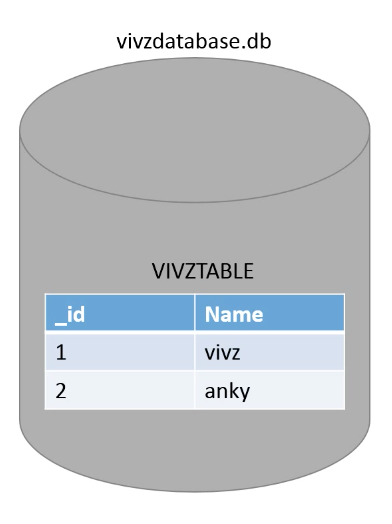 vivzdatabase.db
VIVZTABLE
_id Name
1 vivz
2 anky